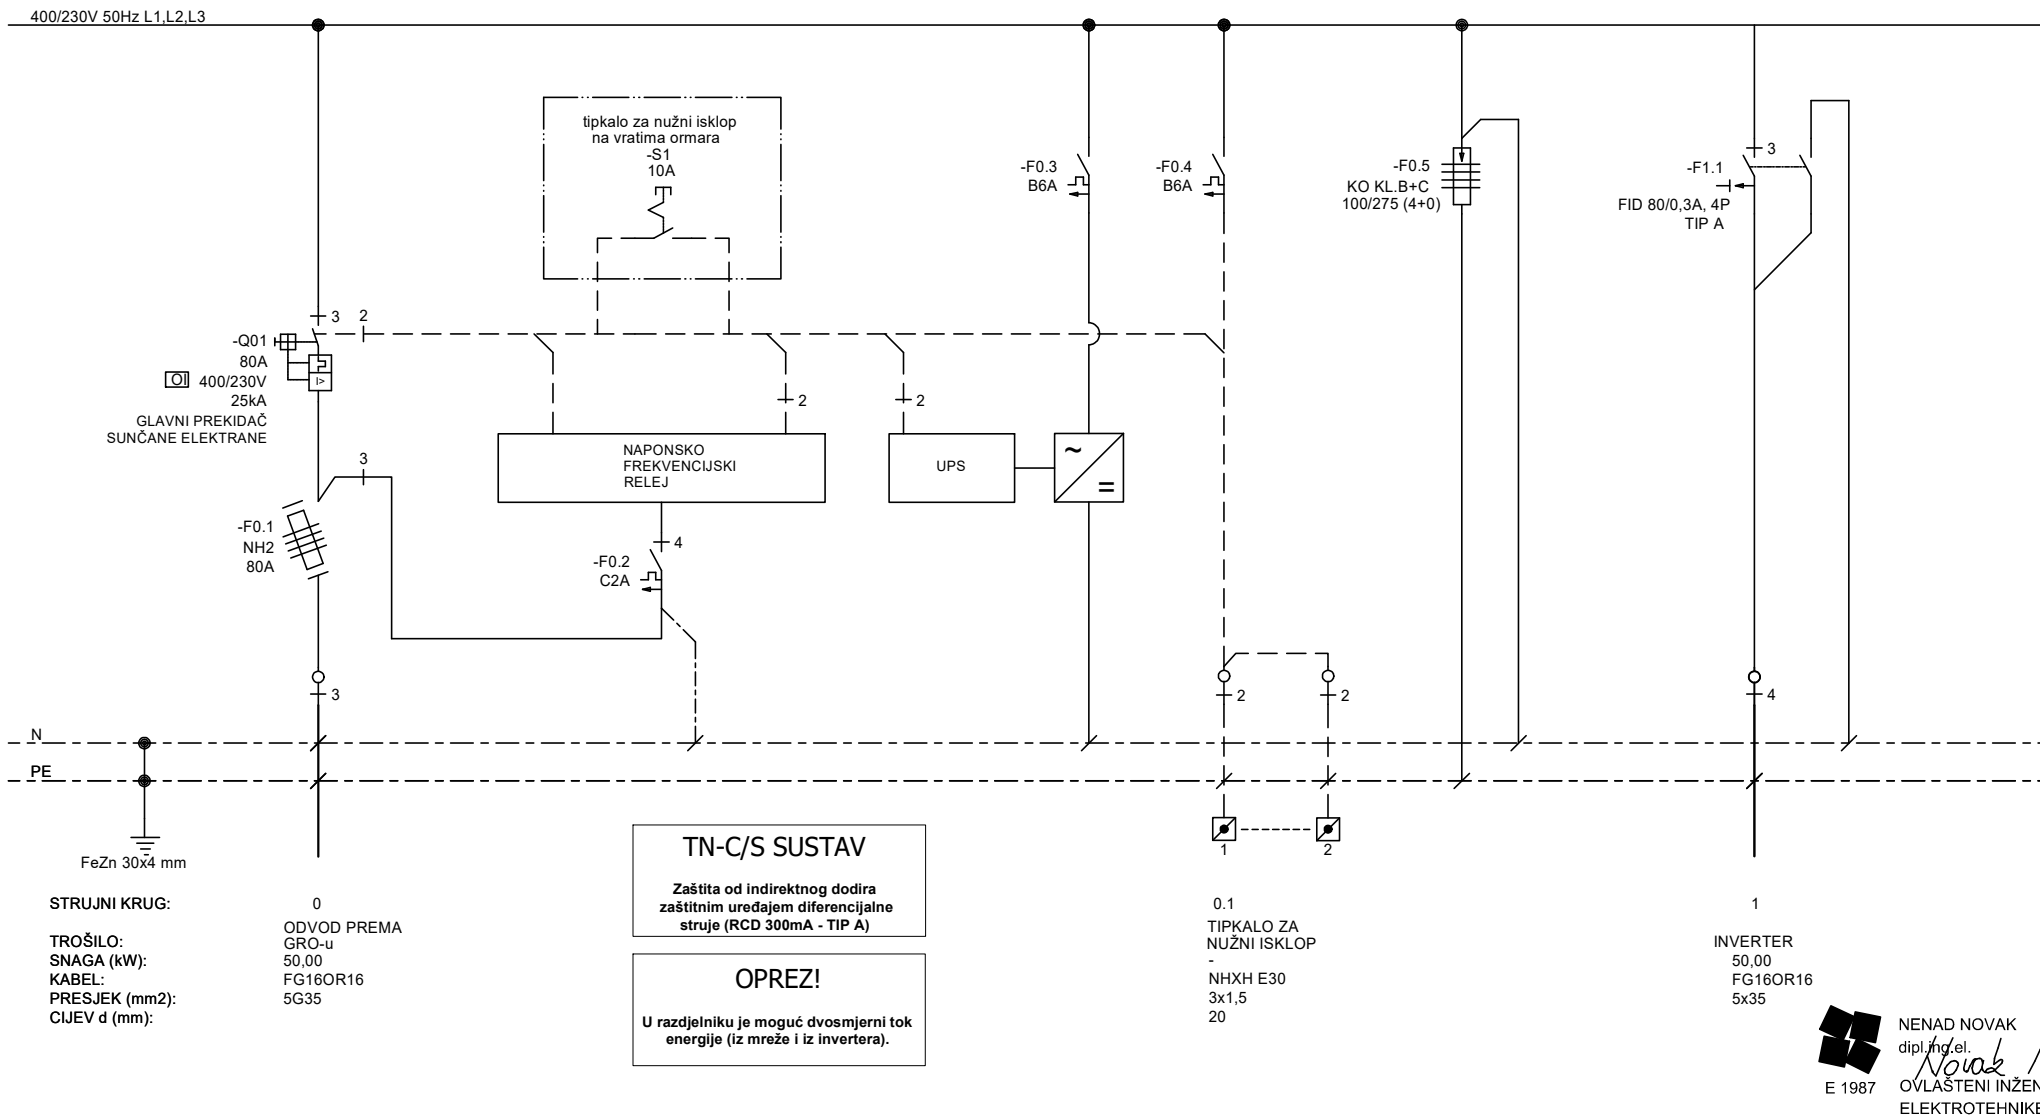 400/230V 50Hz L1,L2,L3
tipkalo za nužni isklop
na vratima ormara
-S1
10A
-F0.3
B6A
-F0.4
B6A
-F0.5
KO KL.B+C
100/275 (4+0)
3
-F1.1
FID 80/0,3A, 4P
TIP A
3
2
-Q01
80A
OI 400/230V
25kA
GLAVNI PREKIDAČ
SUNČANE ELEKTRANE
I>
2
2
NAPONSKO
FREKVENCIJSKI
RELEJ
UPS
~
=
3
-F0.1
NH2
80A
4
-F0.2
C2A
3
2
2
4
N
PE
FeZn 30x4 mm
1
2
TN-C/S SUSTAV
Zaštita od indirektnog dodira
zaštitnim uređajem diferencijalne
struje (RCD 300mA - TIP A)
OPREZ!
U razdjelniku je moguć dvosmjerni tok
energije (iz mreže i iz invertera).
STRUJNI KRUG: 0 0.1 1
TROŠILO: ODVOD PREMA
GRO-u
TIPKALO ZA
NUŽNI ISKLOP
INVERTER
SNAGA (kW): 50,00 - 50,00
KABEL: FG16OR16 NHXH E30 FG16OR16
PRESJEK (mm2): 5G35 3x1,5 5x35
CIJEV d (mm): 20
NENAD NOVAK
dipl.ing.el.
Novak
E 1987
OVLAŠTENI INŽEN
ELEKTROTEHNIKE